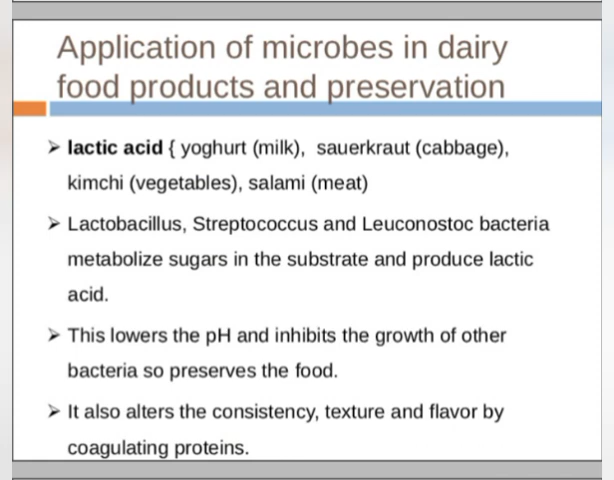 Application of microbes in dairy
food products and preservation
➢ lactic acid { yoghurt (milk), sauerkraut (cabbage),
kimchi (vegetables), salami (meat)
➢ Lactobacillus, Streptococcus and Leuconostoc bacteria
metabolize sugars in the substrate and produce lactic
acid.
➢ This lowers the pH and inhibits the growth of other
bacteria so preserves the food.
➢ It also alters the consistency, texture and flavor by
coagulating proteins.